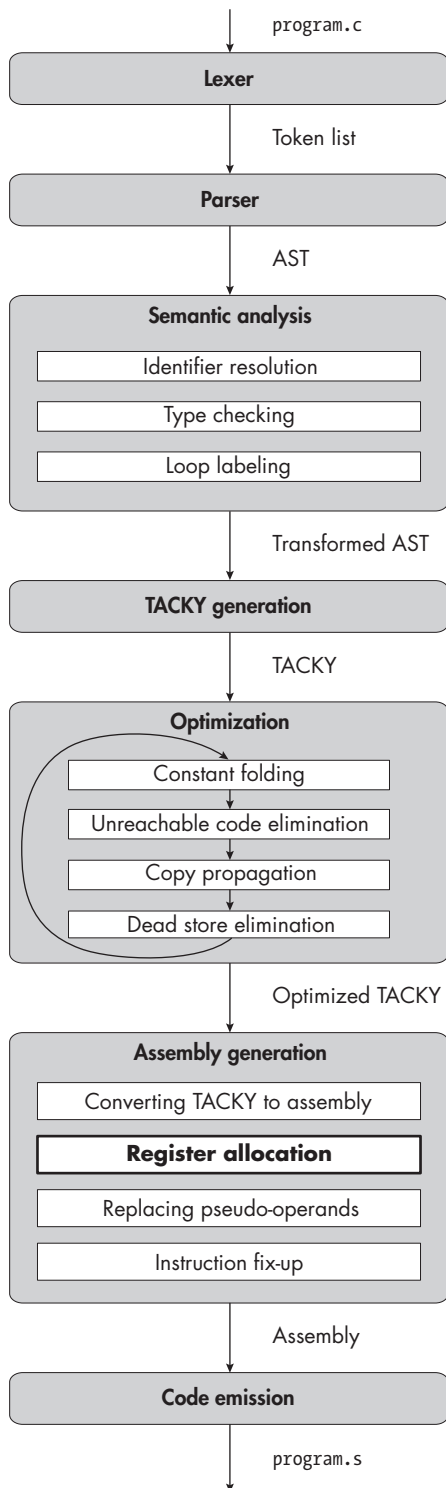 program.c
Lexer
Token list
Parser
AST
Semantic analysis
Identifier resolution
Type checking
Loop labeling
Transformed AST
TACKY generation
TACKY
Optimization
Constant folding
Unreachable code elimination
Copy propagation
Dead store elimination
Optimized TACKY
Assembly generation
Converting TACKY to assembly
Register allocation
Replacing pseudo-operands
Instruction fix-up
Assembly
Code emission
program.s